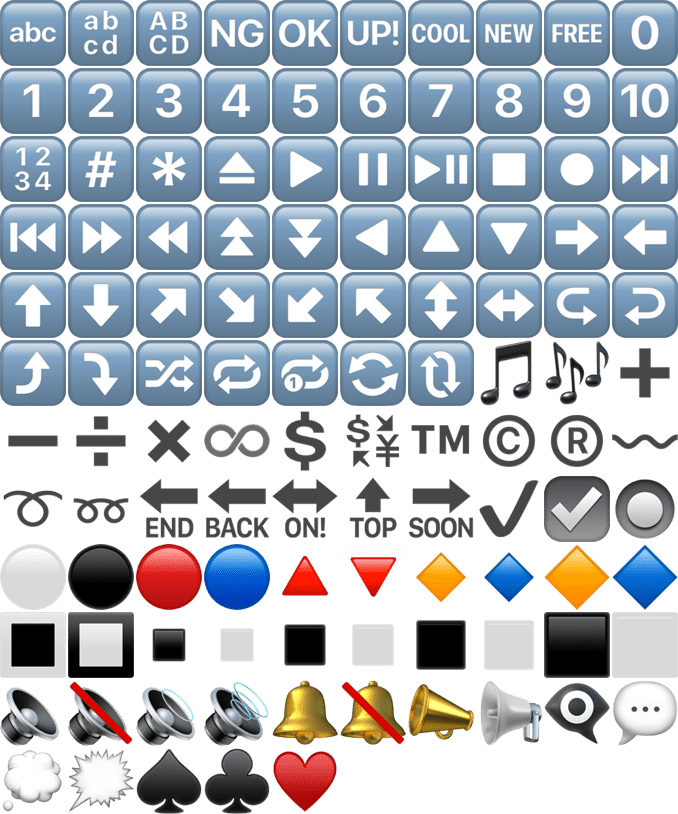 abc ab cd AB CD NG OK UP! COOL NEW FREE 0
1 2 3 4 5 6 7 8 9 10
12 34 # *
1
$ $ ¥ TM © ®
END BACK ON! TOP SOON